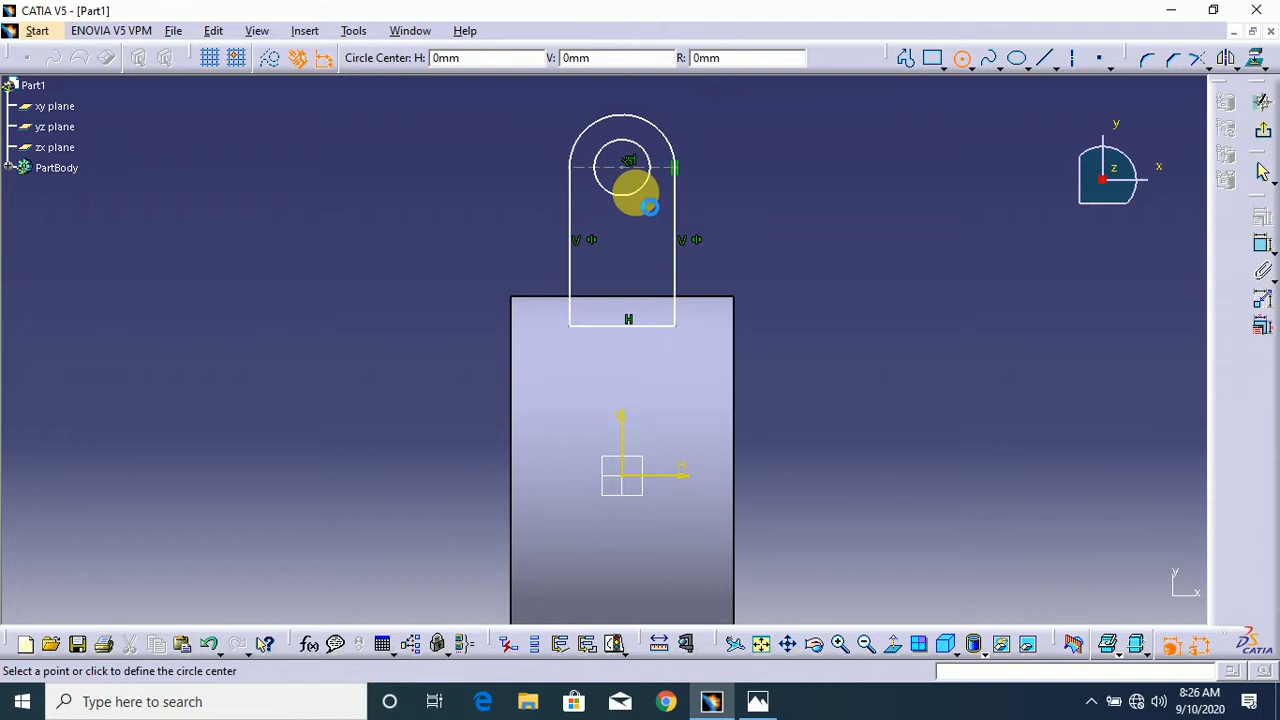 CATIA V5 - [Part1]
Start ENOVIA V5 VPM File Edit View Insert Tools Window Help
Circle Center: H: 0mm V: 0mm R: 0mm
Part1
xy plane
yz plane
zx plane
PartBody
y
x
z
V V
H
V
H
y
x
f(x)
CATIA
Select a point or click to define the circle center
Type here to search
8:26 AM
9/10/2020